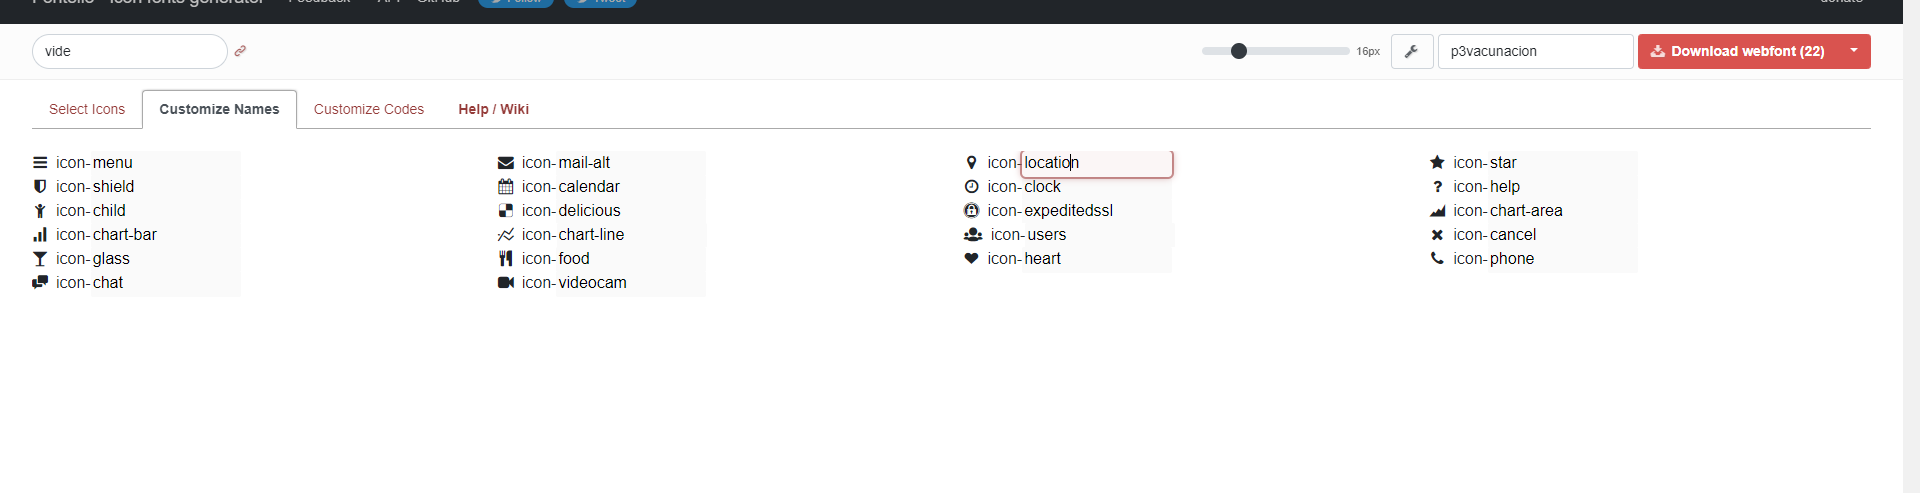 Fontello - icon fonts generator Feedback API GitHub Follow Tweet donate
vide 16px p3vacunacion Download webfont (22)
Select Icons Customize Names Customize Codes Help / Wiki
icon-menu icon-mail-alt icon-location icon-star
icon-shield icon-calendar icon-clock icon-help
icon-child icon-delicious icon-expeditedssl icon-chart-area
icon-chart-bar icon-chart-line icon-users icon-cancel
icon-glass icon-food icon-heart icon-phone
icon-chat icon-videocam